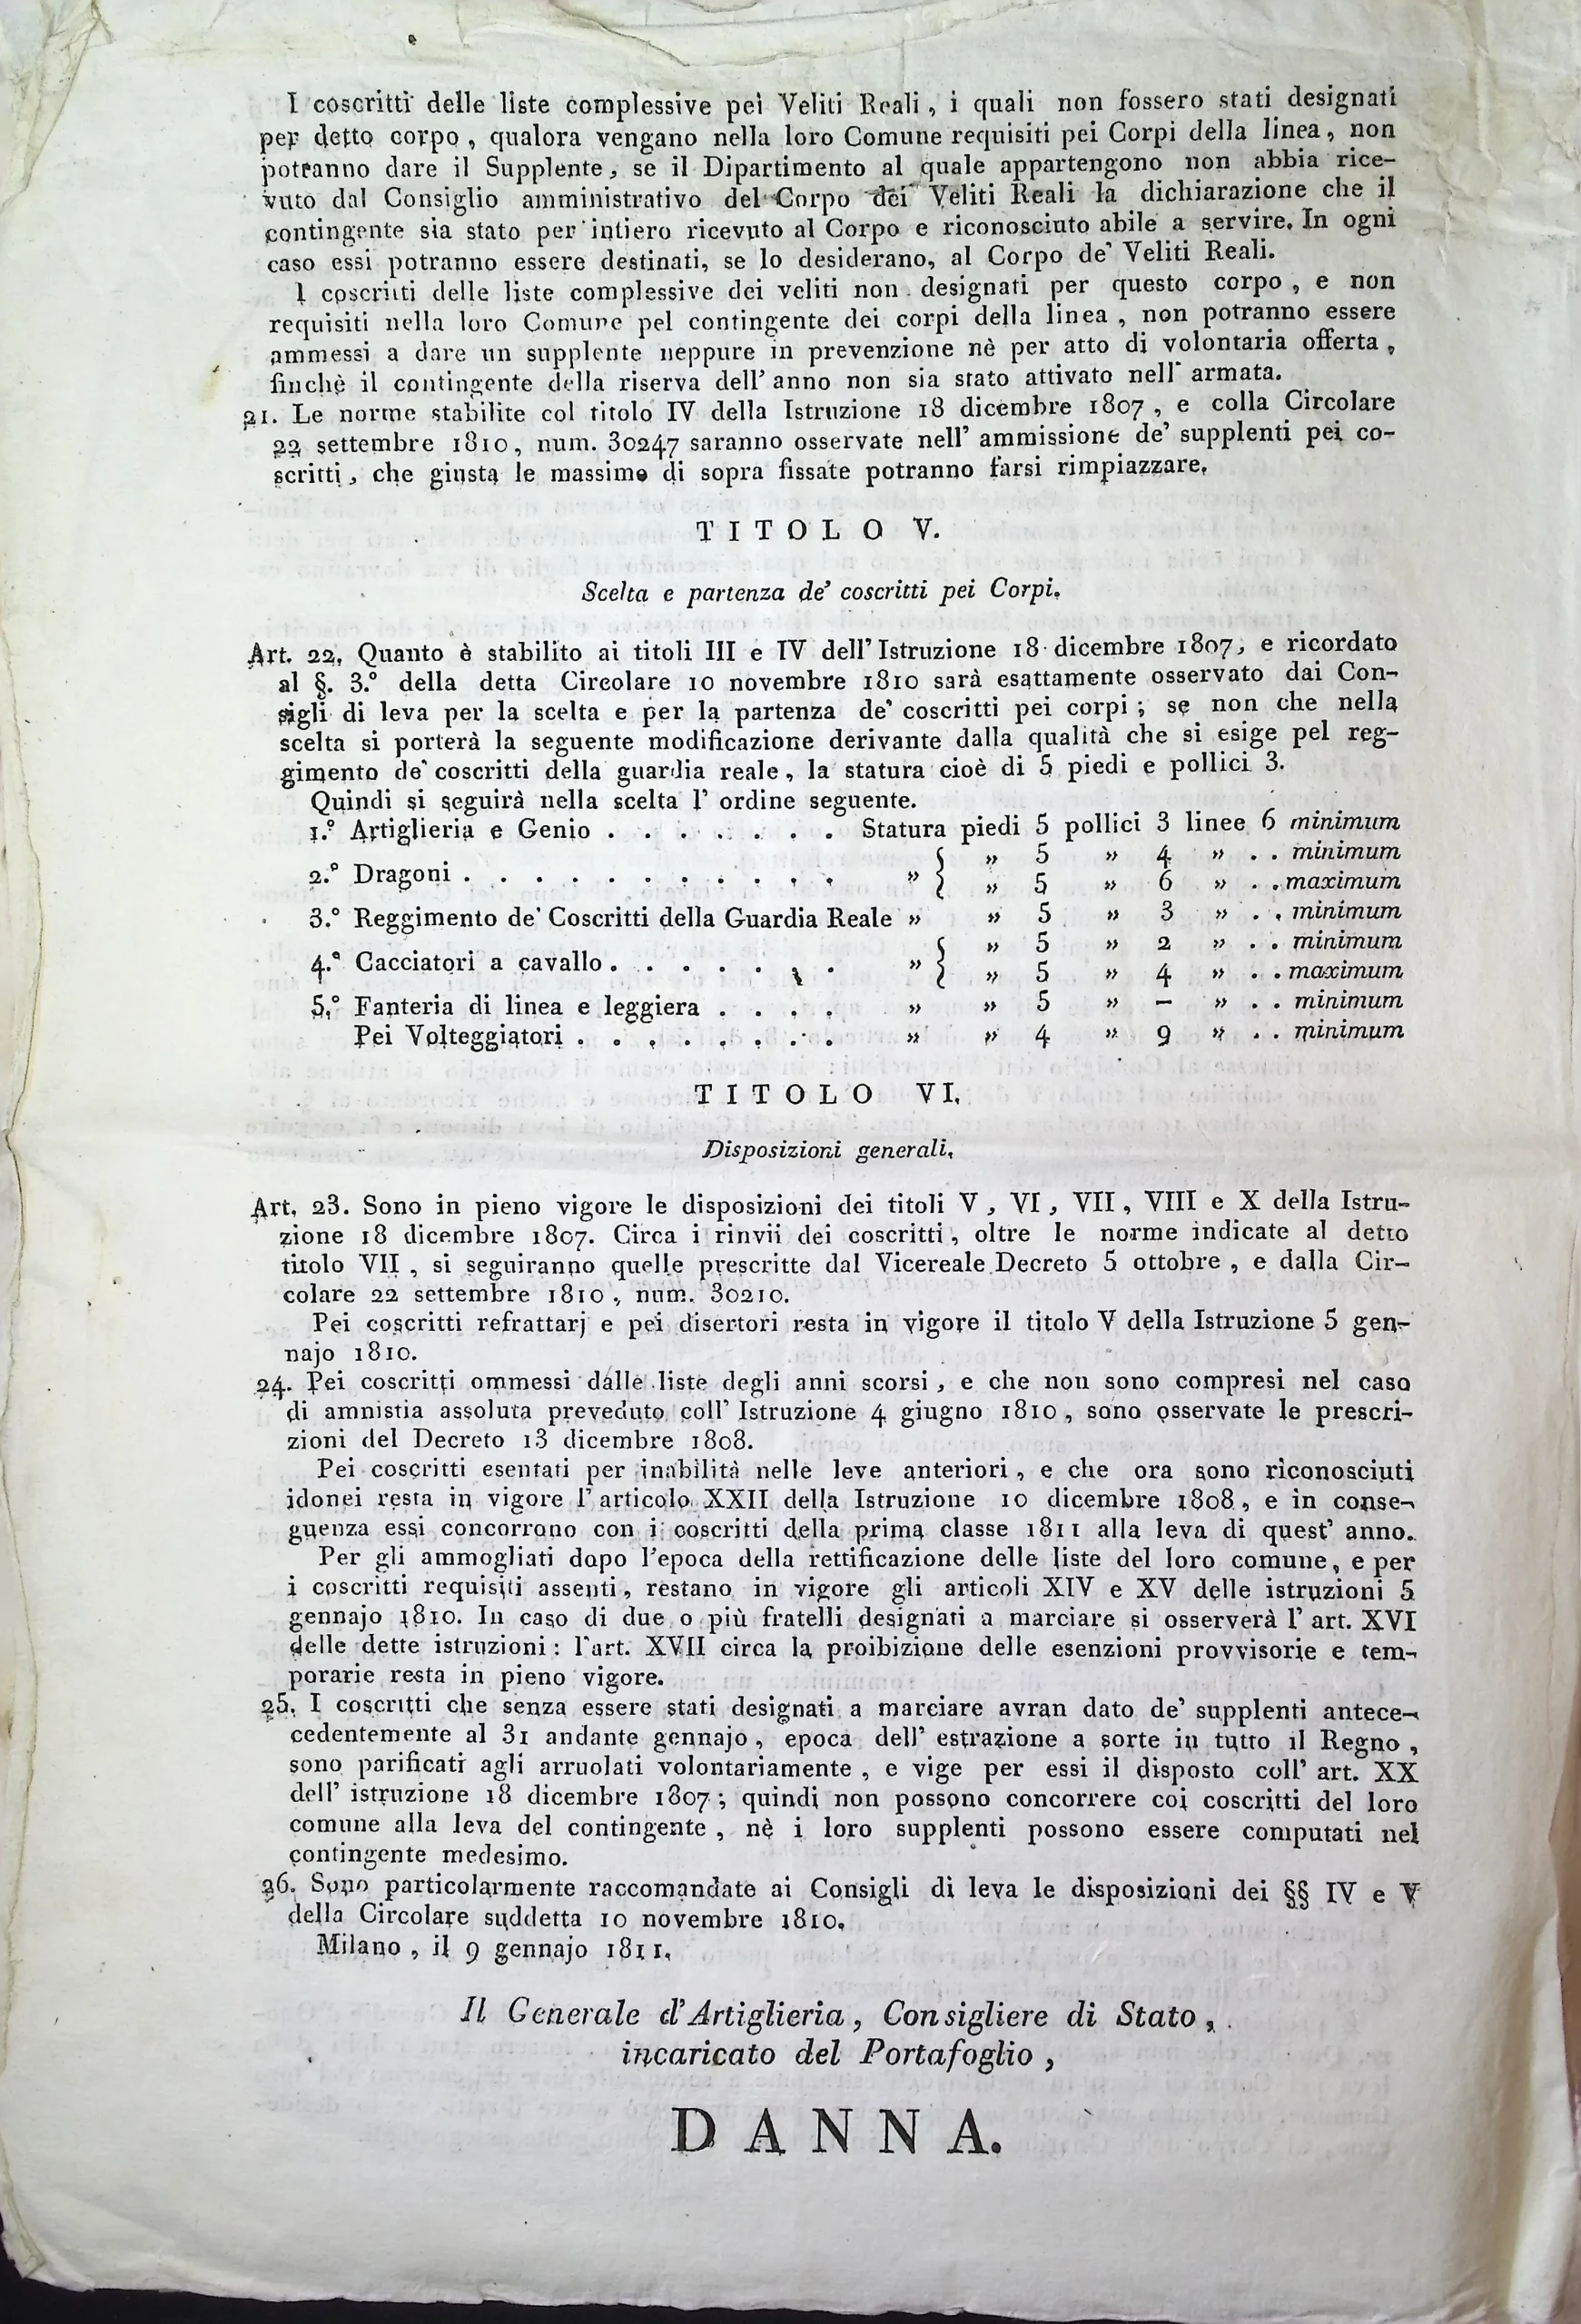 I coscritti delle liste complessive pei Veliti Reali, i quali non fossero stati designati
per detto corpo, qualora vengano nella loro Comune requisiti pei Corpi della linea, non
potranno dare il Supplente, se il Dipartimento al quale appartengono non abbia rice-
vuto dal Consiglio amministrativo del Corpo dei Veliti Reali la dichiarazione che il
contingente sia stato per intiero ricevuto al Corpo e riconosciuto abile a servire. In ogni
caso essi potranno essere destinati, se lo desiderano, al Corpo de' Veliti Reali.
I coscritti delle liste complessive dei veliti non designati per questo corpo, e non
requisiti nella loro Comune pel contingente dei corpi della linea, non potranno essere
ammessi a dare un supplente neppure in prevenzione nè per atto di volontaria offerta,
finchè il contingente della riserva dell' anno non sia stato attivato nell' armata.
21. Le norme stabilite col titolo IV della Istruzione 18 dicembre 1807, e colla Circolare
22 settembre 1810, num. 30247 saranno osservate nell' ammissione de' supplenti pei co-
scritti, che giusta le massime di sopra fissate potranno farsi rimpiazzare.
TITOLO V.
Scelta e partenza de' coscritti pei Corpi.
Art. 22. Quanto è stabilito ai titoli III e IV dell' Istruzione 18 dicembre 1807, e ricordato
al §. 3.° della detta Circolare 10 novembre 1810 sarà esattamente osservato dai Con-
sigli di leva per la scelta e per la partenza de' coscritti pei corpi; se non che nella
scelta si porterà la seguente modificazione derivante dalla qualità che si esige pel reg-
gimento de' coscritti della guardia reale, la statura cioè di 5 piedi e pollici 3.
Quindi si seguirà nella scelta l' ordine seguente.
1.° Artiglieria e Genio . . . . . . . Statura piedi 5 pollici 3 linee 6 minimum
2.° Dragoni . . . . . . . . . . . » { » 5 » 4 » . . minimum
» 5 » 6 » . . maximum
3.° Reggimento de' Coscritti della Guardia Reale » » 5 » 3 » . . minimum
4.° Cacciatori a cavallo . . . . . . . » { » 5 » 2 » . . minimum
» 5 » 4 » . . maximum
5.° Fanteria di linea e leggiera . . . . » » 5 » — » . . minimum
Pei Volteggiatori . . . . . . . . » » 4 » 9 » . . minimum
TITOLO VI.
Disposizioni generali.
Art. 23. Sono in pieno vigore le disposizioni dei titoli V, VI, VII, VIII e X della Istru-
zione 18 dicembre 1807. Circa i rinvii dei coscritti, oltre le norme indicate al detto
titolo VII, si seguiranno quelle prescritte dal Vicereale Decreto 5 ottobre, e dalla Cir-
colare 22 settembre 1810, num. 30210.
Pei coscritti refrattarj e pei disertori resta in vigore il titolo V della Istruzione 5 gen-
najo 1810.
24. Pei coscritti ommessi dalle liste degli anni scorsi, e che non sono compresi nel caso
di amnistia assoluta preveduto coll' Istruzione 4 giugno 1810, sono osservate le prescri-
zioni del Decreto 13 dicembre 1808.
Pei coscritti esentati per inabilità nelle leve anteriori, e che ora sono riconosciuti
idonei resta in vigore l' articolo XXII della Istruzione 10 dicembre 1808, e in conse-
guenza essi concorrono con i coscritti della prima classe 1811 alla leva di quest' anno.
Per gli ammogliati dopo l'epoca della rettificazione delle liste del loro comune, e per
i coscritti requisiti assenti, restano in vigore gli articoli XIV e XV delle istruzioni 5
gennajo 1810. In caso di due o più fratelli designati a marciare si osserverà l' art. XVI
delle dette istruzioni: l'art. XVII circa la proibizione delle esenzioni provvisorie e tem-
porarie resta in pieno vigore.
25. I coscritti che senza essere stati designati a marciare avran dato de' supplenti antece-
cedentemente al 31 andante gennajo, epoca dell' estrazione a sorte in tutto il Regno,
sono parificati agli arruolati volontariamente, e vige per essi il disposto coll' art. XX
dell' istruzione 18 dicembre 1807; quindi non possono concorrere coi coscritti del loro
comune alla leva del contingente, nè i loro supplenti possono essere computati nel
contingente medesimo.
26. Sono particolarmente raccomandate ai Consigli di leva le disposizioni dei §§ IV e V
della Circolare suddetta 10 novembre 1810.
Milano, il 9 gennajo 1811.
Il Generale d'Artiglieria, Consigliere di Stato,
incaricato del Portafoglio,
DANNA.